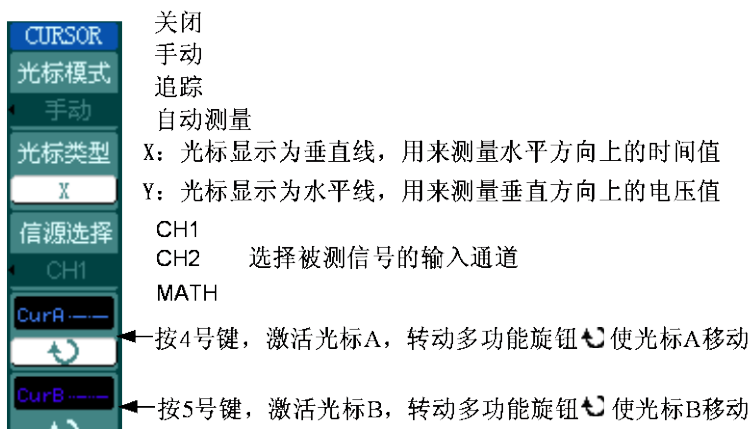 CURSOR
光标模式
手动
光标类型
X
信源选择
CH1
CurA
CurB
关闭
手动
追踪
自动测量
X：光标显示为垂直线，用来测量水平方向上的时间值
Y：光标显示为水平线，用来测量垂直方向上的电压值
CH1
CH2 选择被测信号的输入通道
MATH
按4号键，激活光标A，转动多功能旋钮 使光标A移动
按5号键，激活光标B，转动多功能旋钮 使光标B移动